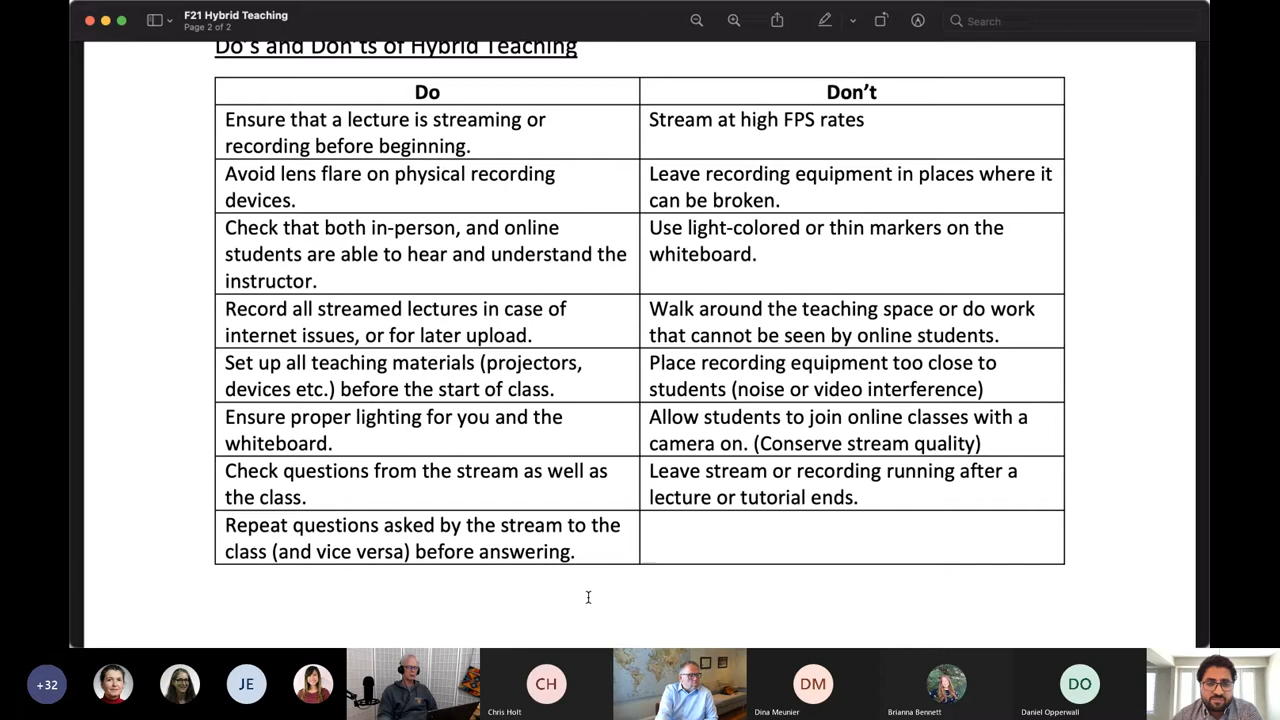 F21 Hybrid Teaching
Page 2 of 2
Search
Do's and Don'ts of Hybrid Teaching
Do
Don't
Ensure that a lecture is streaming or
recording before beginning.
Stream at high FPS rates
Avoid lens flare on physical recording
devices.
Leave recording equipment in places where it
can be broken.
Check that both in-person, and online
students are able to hear and understand the
instructor.
Use light-colored or thin markers on the
whiteboard.
Record all streamed lectures in case of
internet issues, or for later upload.
Walk around the teaching space or do work
that cannot be seen by online students.
Set up all teaching materials (projectors,
devices etc.) before the start of class.
Place recording equipment too close to
students (noise or video interference)
Ensure proper lighting for you and the
whiteboard.
Allow students to join online classes with a
camera on. (Conserve stream quality)
Check questions from the stream as well as
the class.
Leave stream or recording running after a
lecture or tutorial ends.
Repeat questions asked by the stream to the
class (and vice versa) before answering.
+32
JE
CH
Chris Holt
DM
Dina Meunier
Brianna Bennett
DO
Daniel Opperwall